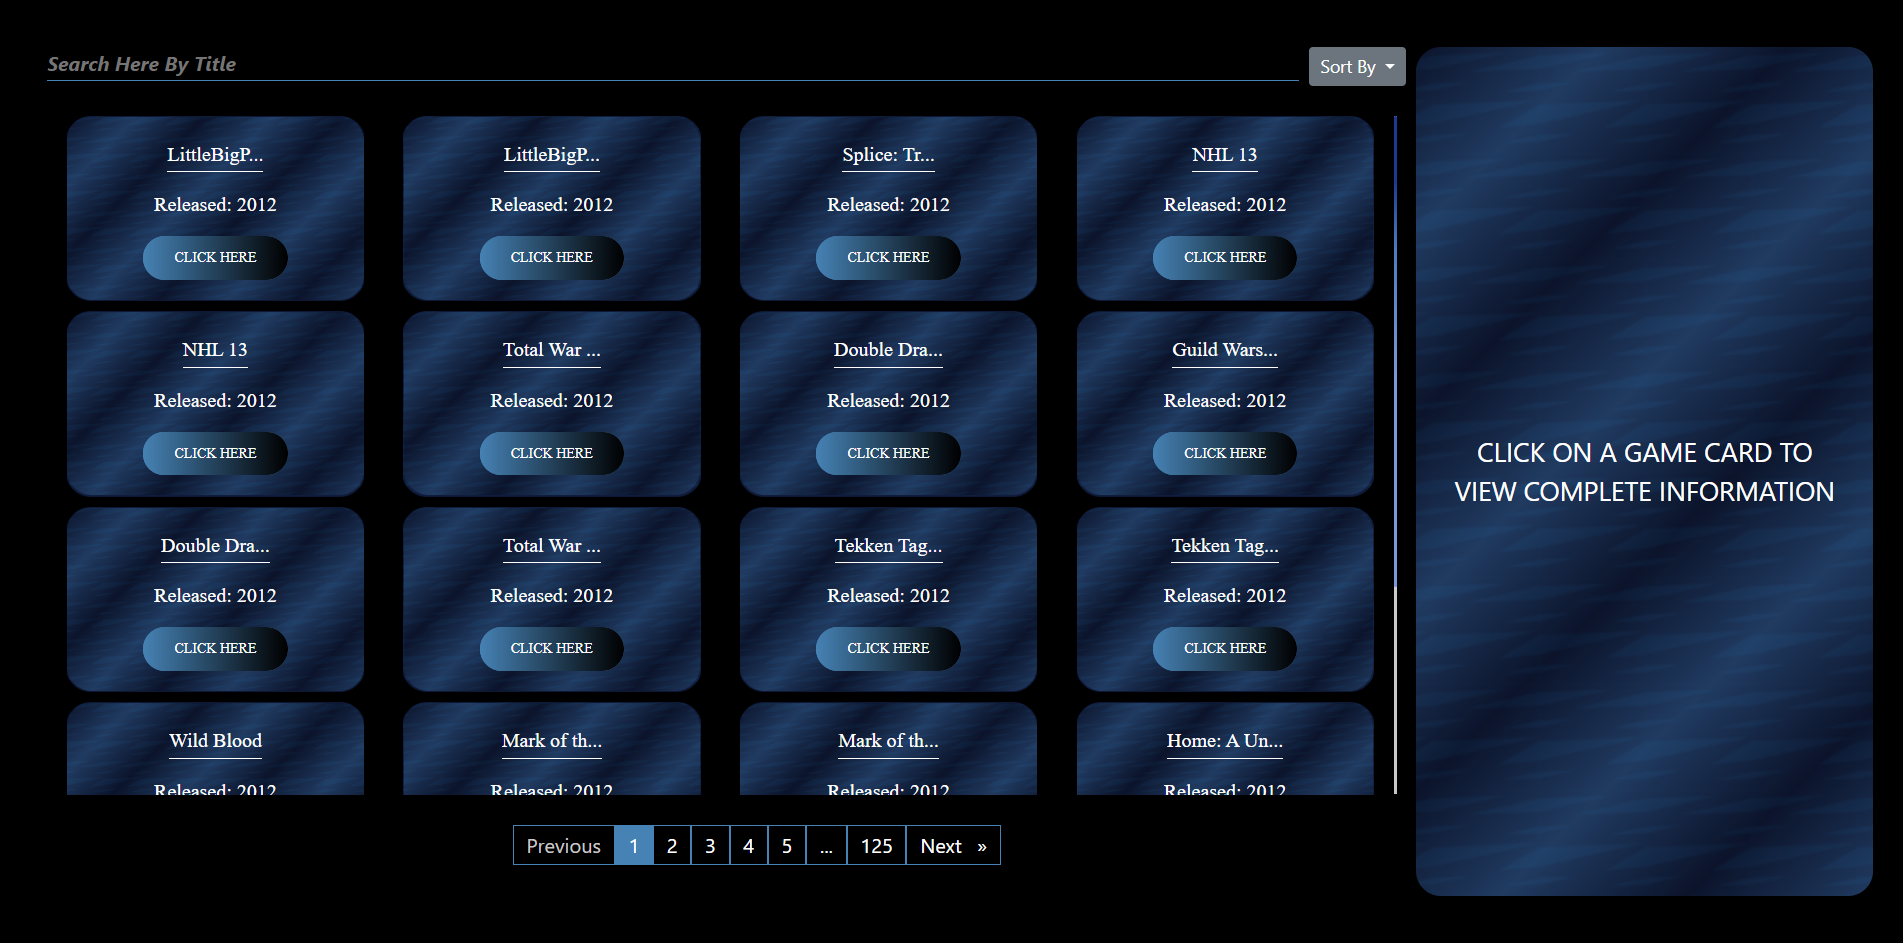 Search Here By Title
Sort By
LittleBigP...
LittleBigP...
Splice: Tr...
NHL 13
Released: 2012
Released: 2012
Released: 2012
Released: 2012
CLICK HERE
CLICK HERE
CLICK HERE
CLICK HERE
NHL 13
Total War ...
Double Dra...
Guild Wars...
Released: 2012
Released: 2012
Released: 2012
Released: 2012
CLICK HERE
CLICK HERE
CLICK HERE
CLICK HERE
Double Dra...
Total War ...
Tekken Tag...
Tekken Tag...
Released: 2012
Released: 2012
Released: 2012
Released: 2012
CLICK HERE
CLICK HERE
CLICK HERE
CLICK HERE
Wild Blood
Mark of th...
Mark of th...
Home: A Un...
Released: 2012
Released: 2012
Released: 2012
Released: 2012
Previous 1 2 3 4 5 ... 125 Next »
CLICK ON A GAME CARD TO
VIEW COMPLETE INFORMATION